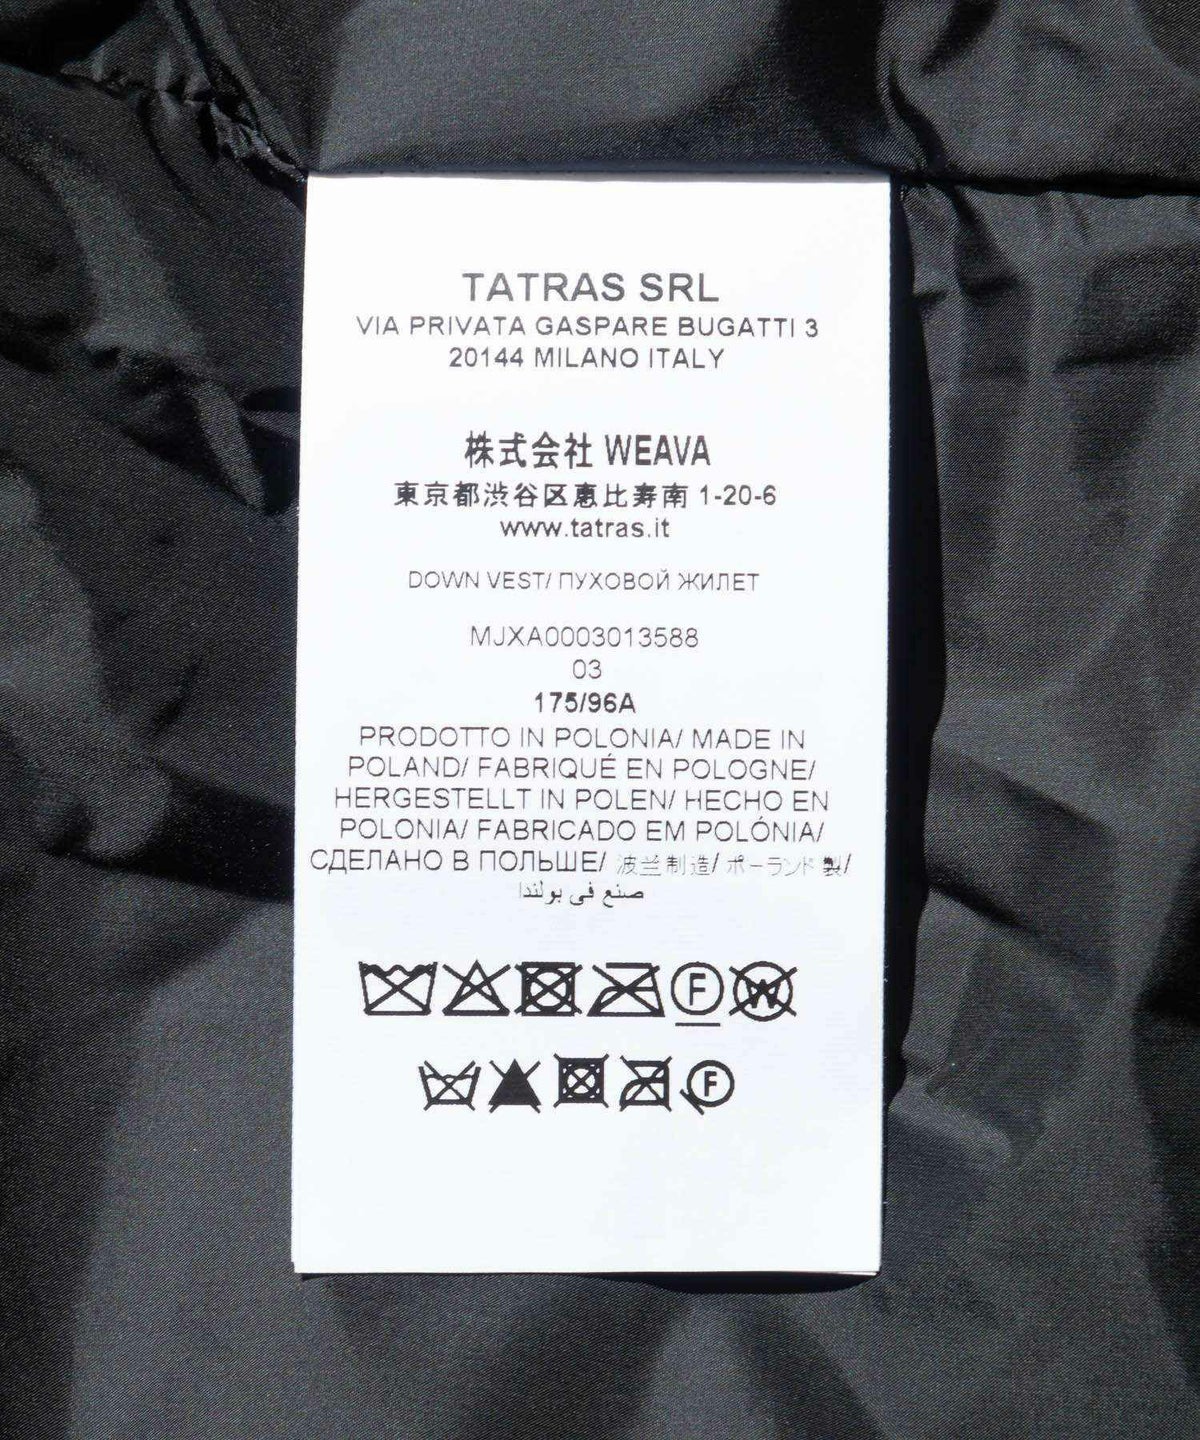 TATRAS SRL
VIA PRIVATA GASPARE BUGATTI 3
20144 MILANO ITALY
株式会社 WEAVA
東京都渋谷区恵比寿南 1-20-6
www.tatras.it
DOWN VEST/ ПУХОВОЙ ЖИЛЕТ
MJXA0003013588
03
175/96A
PRODOTTO IN POLONIA/ MADE IN
POLAND/ FABRIQUÉ EN POLOGNE/
HERGESTELLT IN POLEN/ HECHO EN
POLONIA/ FABRICADO EM POLÓNIA/
СДЕЛАНО В ПОЛЬШЕ/ 波兰制造/ ポーランド製/
صنع في بولندا
F W
F